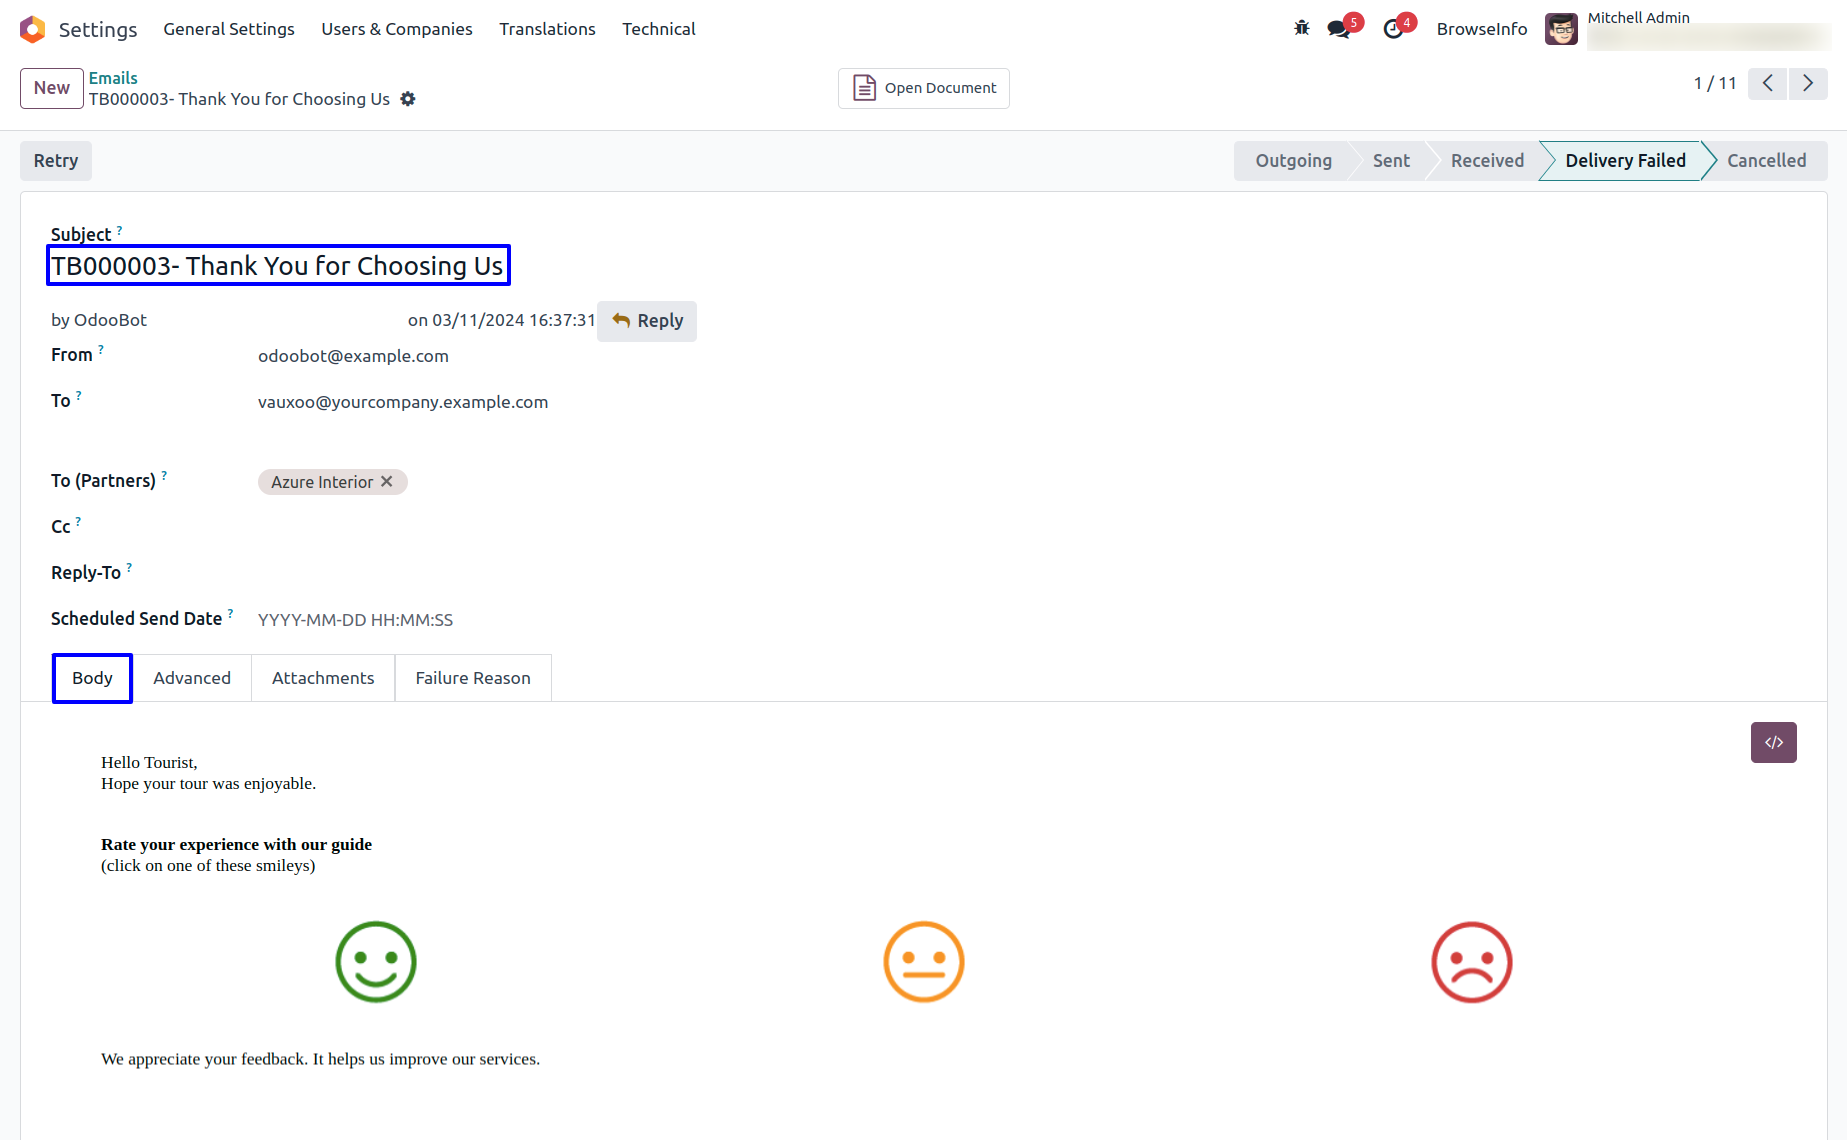 Settings General Settings Users & Companies Translations Technical 5 4 BrowseInfo Mitchell Admin
New Emails
TB000003- Thank You for Choosing Us
Open Document
1 / 11
Retry
Outgoing Sent Received Delivery Failed Cancelled
Subject ?
TB000003- Thank You for Choosing Us
by OdooBot on 03/11/2024 16:37:31 Reply
From ? odoobot@example.com
To ? vauxoo@yourcompany.example.com
To (Partners) ? Azure Interior ✕
Cc ?
Reply-To ?
Scheduled Send Date ? YYYY-MM-DD HH:MM:SS
Body Advanced Attachments Failure Reason
</>
Hello Tourist,
Hope your tour was enjoyable.
Rate your experience with our guide
(click on one of these smileys)
We appreciate your feedback. It helps us improve our services.